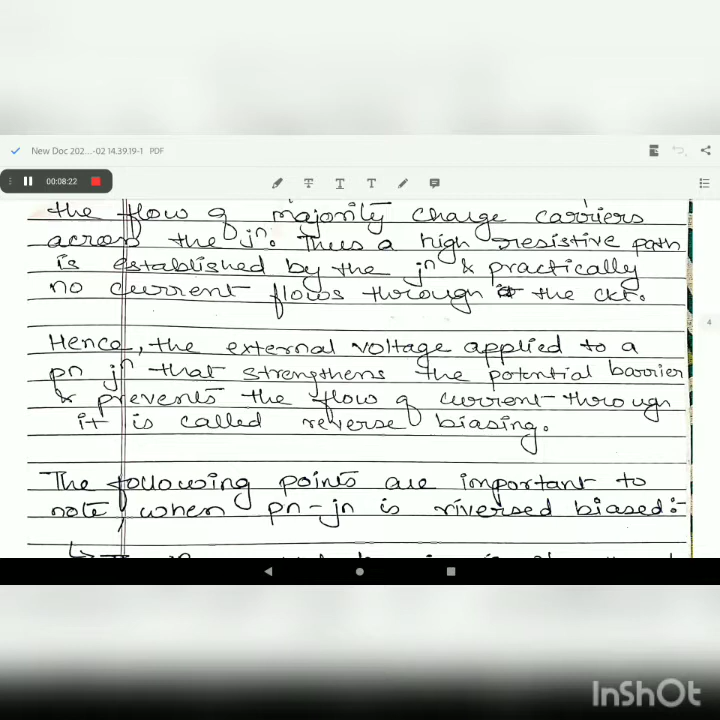 New Doc 202...-02 14.39.19-1 PDF
00:08:22
the flow of majority charge carriers
across the jⁿ. Thus a high resistive path
is established by the jⁿ & practically
no current flows through the ckt.
4
Hence, the external voltage applied to a
pn jⁿ that strengthens the potential barrier
& prevents the flow of current through
it is called reverse biasing.
The following points are important to
note, when pn-jn is riversed biased:-
InShOt